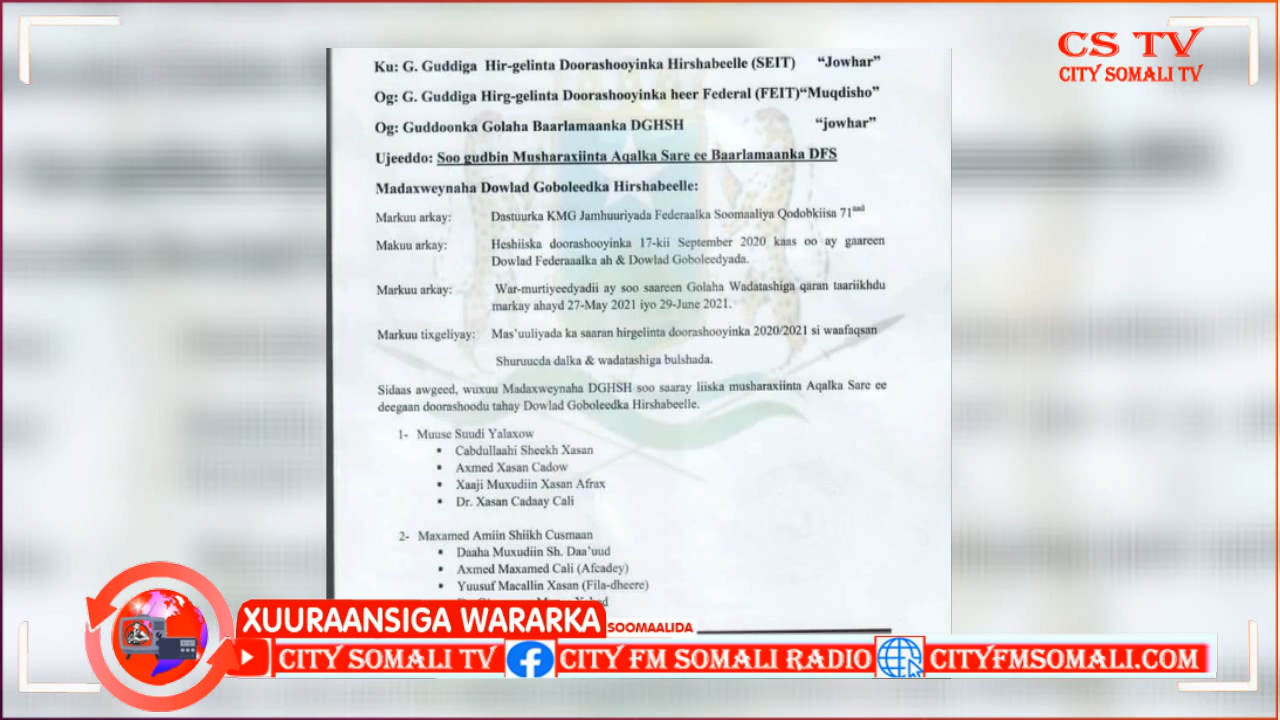 CS TV
CITY SOMALI TV
Ku: G. Guddiga Hir-gelinta Doorashooyinka Hirshabeelle (SEIT) “Jowhar”
Og: G. Guddiga Hirg-gelinta Doorashooyinka heer Federal (FEIT)“Muqdisho”
Og: Guddoonka Golaha Baarlamaanka DGHSH “jowhar”
Ujeeddo: Soo gudbin Musharaxiinta Aqalka Sare ee Baarlamaanka DFS
Madaxweynaha Dowlad Goboleedka Hirshabeelle:
Markuu arkay: Dastuurka KMG Jamhuuriyada Federaalka Soomaaliya Qodobkiisa 71aad
Makuu arkay: Heshiiska doorashooyinka 17-kii September 2020 kaas oo ay gaareen
Dowlad Federaaalka ah & Dowlad Goboleedyada.
Markuu arkay: War-murtiyeedyadii ay soo saareen Golaha Wadatashiga qaran taariikhdu
markay ahayd 27-May 2021 iyo 29-June 2021.
Markuu tixgeliyay: Mas’uuliyada ka saaran hirgelinta doorashooyinka 2020/2021 si waafaqsan
Shuruucda dalka & wadatashiga bulshada.
Sidaas awgeed, wuxuu Madaxweynaha DGHSH soo saaray liiska musharaxiinta Aqalka Sare ee
deegaan doorashoodu tahay Dowlad Goboleedka Hirshabeelle.
1- Muuse Suudi Yalaxow
▪ Cabdullaahi Sheekh Xasan
▪ Axmed Xasan Cadow
▪ Xaaji Muxudiin Xasan Afrax
▪ Dr. Xasan Cadaay Cali
2- Maxamed Amiin Shiikh Cusmaan
▪ Daaha Muxudiin Sh. Daa’uud
▪ Axmed Maxamed Cali (Afcadey)
▪ Yuusuf Macallin Xasan (Fila-dheere)
XUURAANSIGA WARARKA
SOOMAALIDA
CITY SOMALI TV CITY FM SOMALI RADIO CITYFMSOMALI.COM